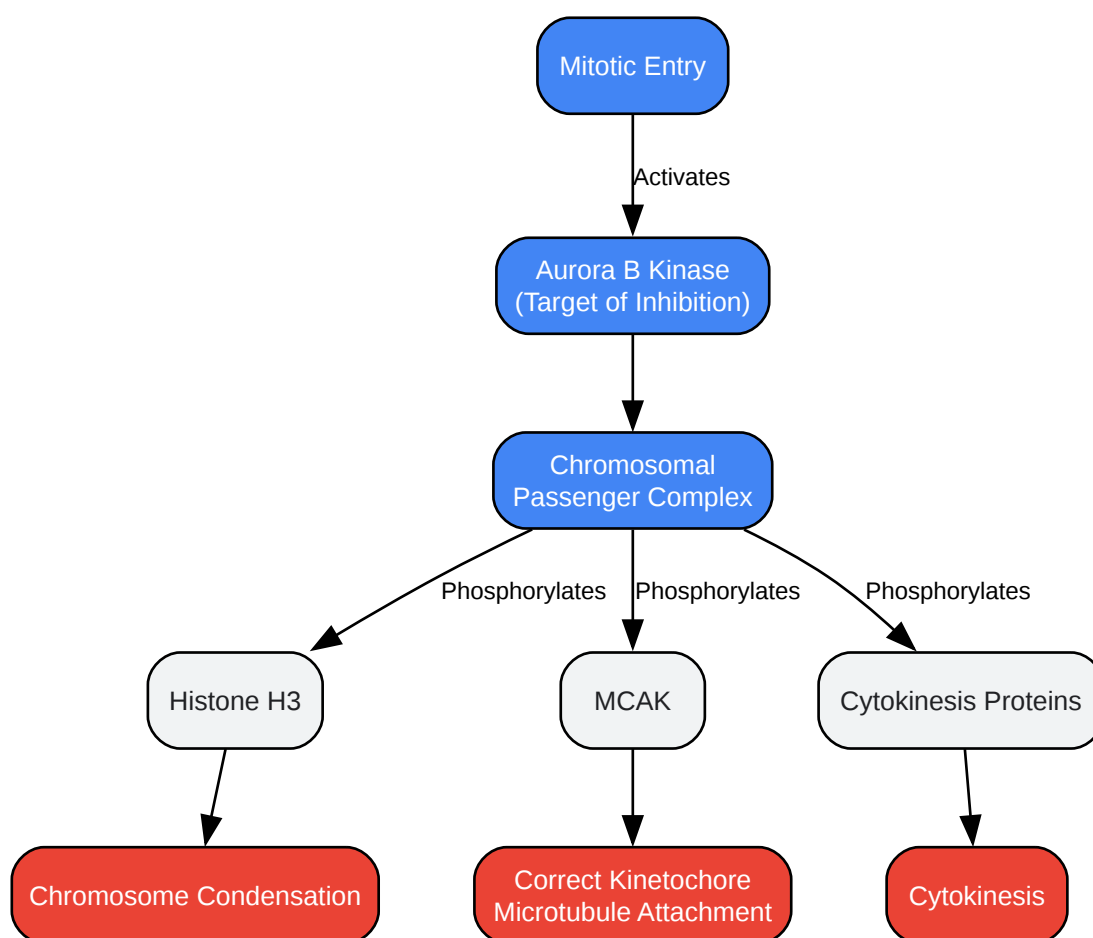 Mitotic Entry
Activates
Aurora B Kinase
(Target of Inhibition)
Chromosomal
Passenger Complex
Phosphorylates
Phosphorylates
Phosphorylates
Histone H3
MCAK
Cytokinesis Proteins
Chromosome Condensation
Correct Kinetochore
Microtubule Attachment
Cytokinesis